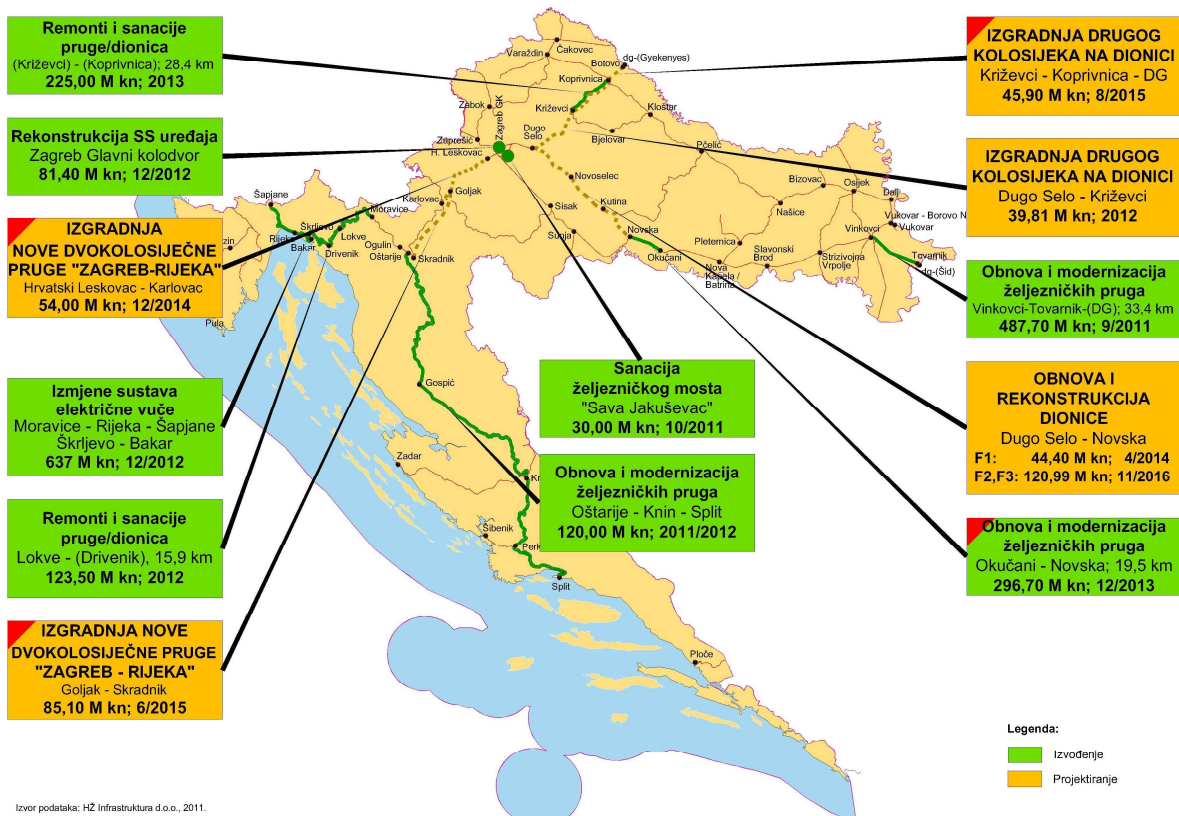 Remonti i sanacije
pruge/dionica
(Križevci) - (Koprivnica); 28,4 km
225,00 M kn; 2013
Rekonstrukcija SS uređaja
Zagreb Glavni kolodvor
81,40 M kn; 12/2012
IZGRADNJA
NOVE DVOKOLOSIJEČNE
PRUGE "ZAGREB-RIJEKA"
Hrvatski Leskovac - Karlovac
54,00 M kn; 12/2014
Izmjene sustava
električne vuče
Moravice - Rijeka - Šapjane
Škrljevo - Bakar
637 M kn; 12/2012
Remonti i sanacije
pruge/dionica
Lokve - (Drivenik), 15,9 km
123,50 M kn; 2012
IZGRADNJA NOVE
DVOKOLOSIJEČNE PRUGE
"ZAGREB - RIJEKA"
Goljak - Skradnik
85,10 M kn; 6/2015
Sanacija
željezničkog mosta
"Sava Jakuševac"
30,00 M kn; 10/2011
Obnova i modernizacija
željezničkih pruga
Oštarije - Knin - Split
120,00 M kn; 2011/2012
IZGRADNJA DRUGOG
KOLOSIJEKA NA DIONICI
Križevci - Koprivnica - DG
45,90 M kn; 8/2015
IZGRADNJA DRUGOG
KOLOSIJEKA NA DIONICI
Dugo Selo - Križevci
39,81 M kn; 2012
Obnova i modernizacija
željezničkih pruga
Vinkovci-Tovarnik-(DG); 33,4 km
487,70 M kn; 9/2011
OBNOVA I
REKONSTRUKCIJA
DIONICE
Dugo Selo - Novska
F1: 44,40 M kn; 4/2014
F2,F3: 120,99 M kn; 11/2016
Obnova i modernizacija
željezničkih pruga
Okučani - Novska; 19,5 km
296,70 M kn; 12/2013
Varaždin
Čakovec
Botovo
dg-(Gyekenyes)
Koprivnica
Zabok
Zagreb GK
Križevci
Kloštar
Zaprešić
H. Leskovac
Dugo
Selo
Bjelovar
Pčelić
Novoselec
Bizovac
Osijek
Dalj
Šapjane
Goljak
Karlovac
Sisak
Kutina
Našice
Vukovar - Borovo N
Vukovar
Moravice
Škrljevo
Rijeka
Bakar
Lokve
Drivenik
Ogulin
Oštarije
Skradnik
Sunja
Novska
Okučani
Pleternica
Nova
Kapela /
Batrina
Slavonski
Brod
Strizivojna
Vrpolje
Vinkovci
Tovarnik
dg-(Šid)
Pula
Gospić
Zadar
Šibenik
Split
Ploče
Legenda:
Izvođenje
Projektiranje
Izvor podataka: HŽ Infrastruktura d.o.o., 2011.